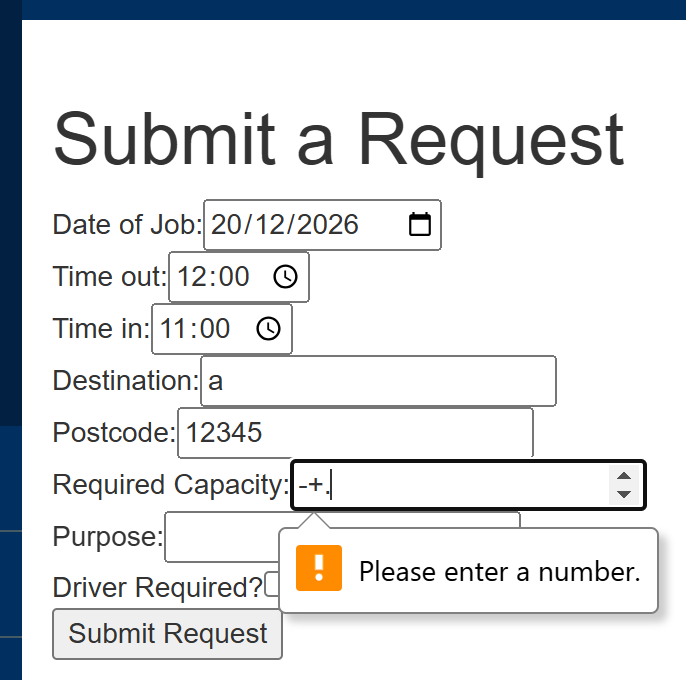 Submit a Request
Date of Job: 20/12/2026
Time out: 12:00
Time in: 11:00
Destination: a
Postcode: 12345
Required Capacity: -+.
Purpose:
Please enter a number.
Driver Required?
Submit Request